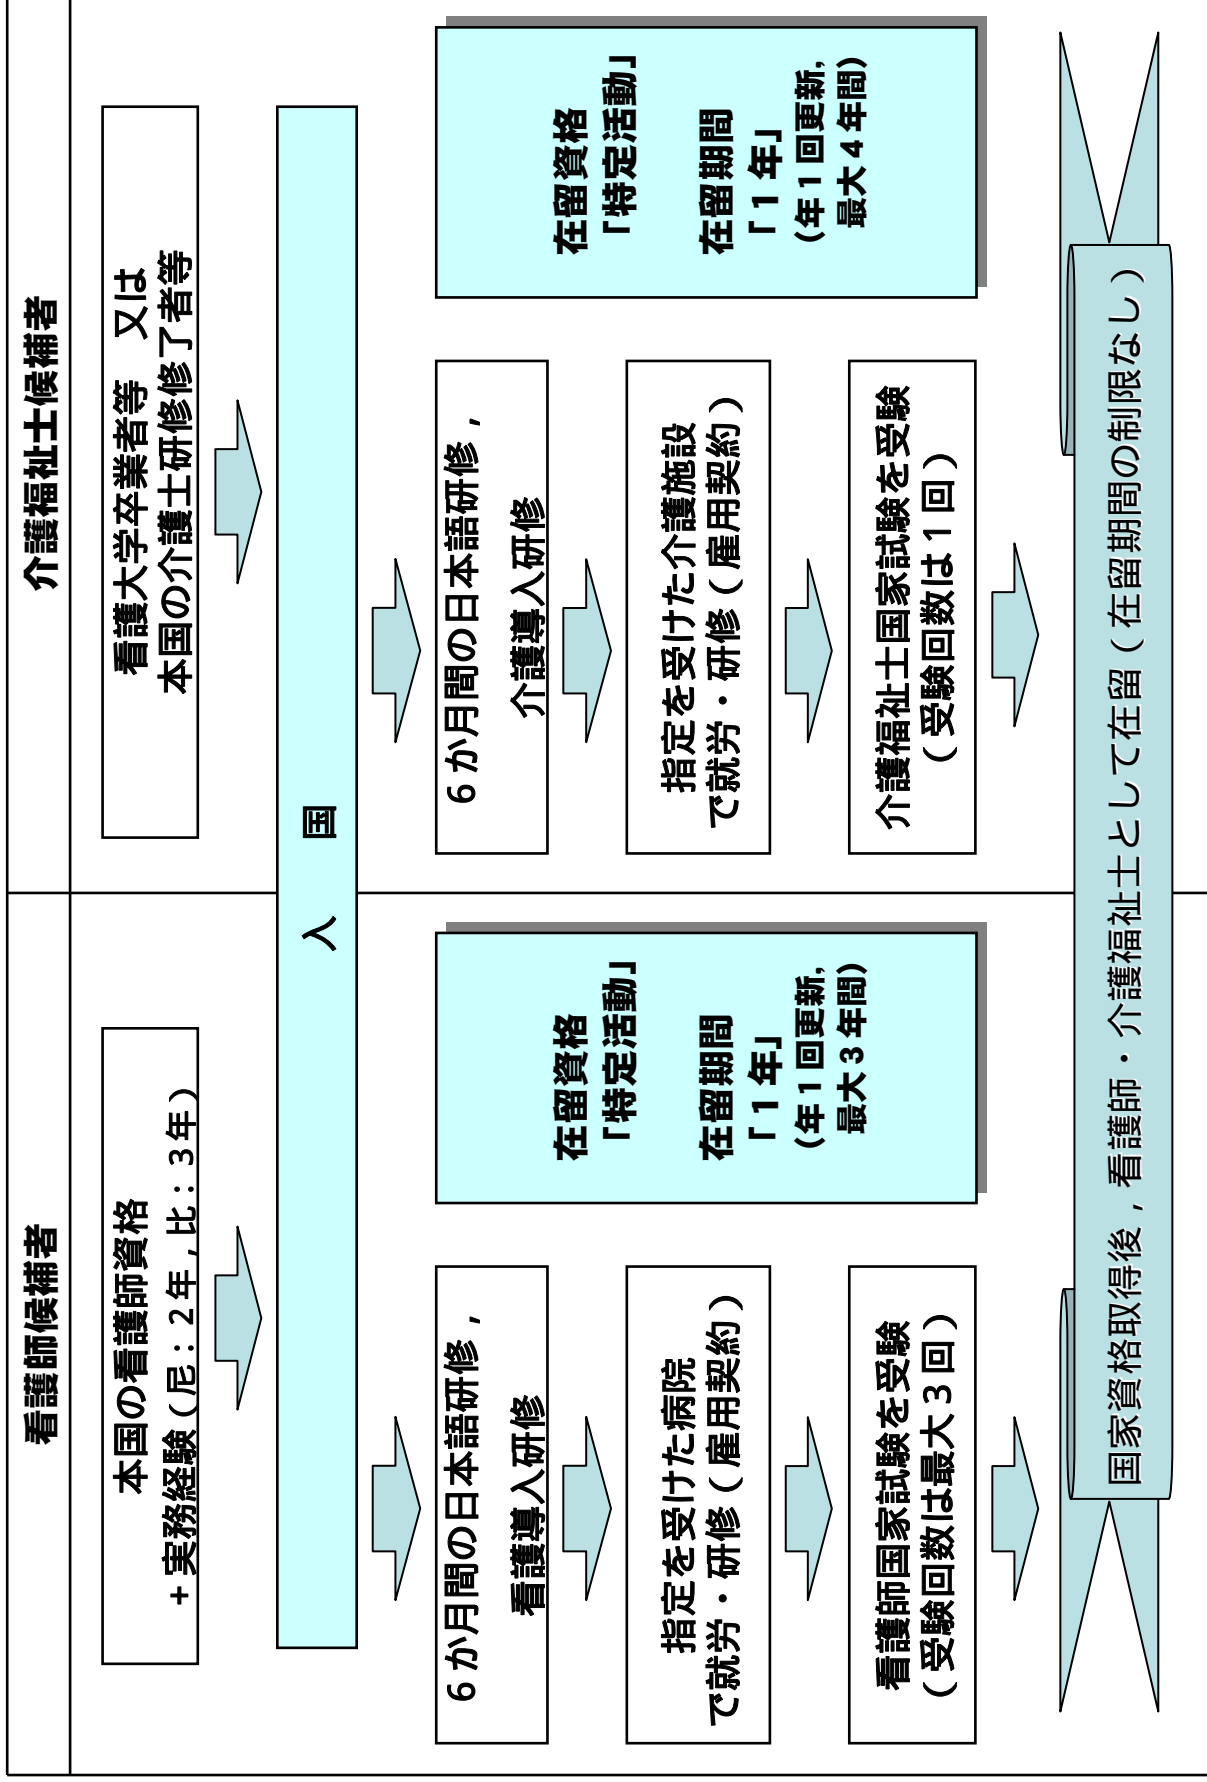 看護師候補者
介護福祉士候補者
本国の看護師資格
+実務経験(尼:2年,比:3年)
看護大学卒業者等　又は
本国の介護士研修修了者等
入　国
6か月間の日本語研修,
看護導入研修
指定を受けた病院
で就労・研修(雇用契約)
看護師国家試験を受験
(受験回数は最大3回)
在留資格
「特定活動」
在留期間
「1年」
(年1回更新,
最大3年間)
6か月間の日本語研修,
介護導入研修
指定を受けた介護施設
で就労・研修(雇用契約)
介護福祉士国家試験を受験
(受験回数は1回)
在留資格
「特定活動」
在留期間
「1年」
(年1回更新,
最大4年間)
国家資格取得後,看護師・介護福祉士として在留(在留期間の制限なし)